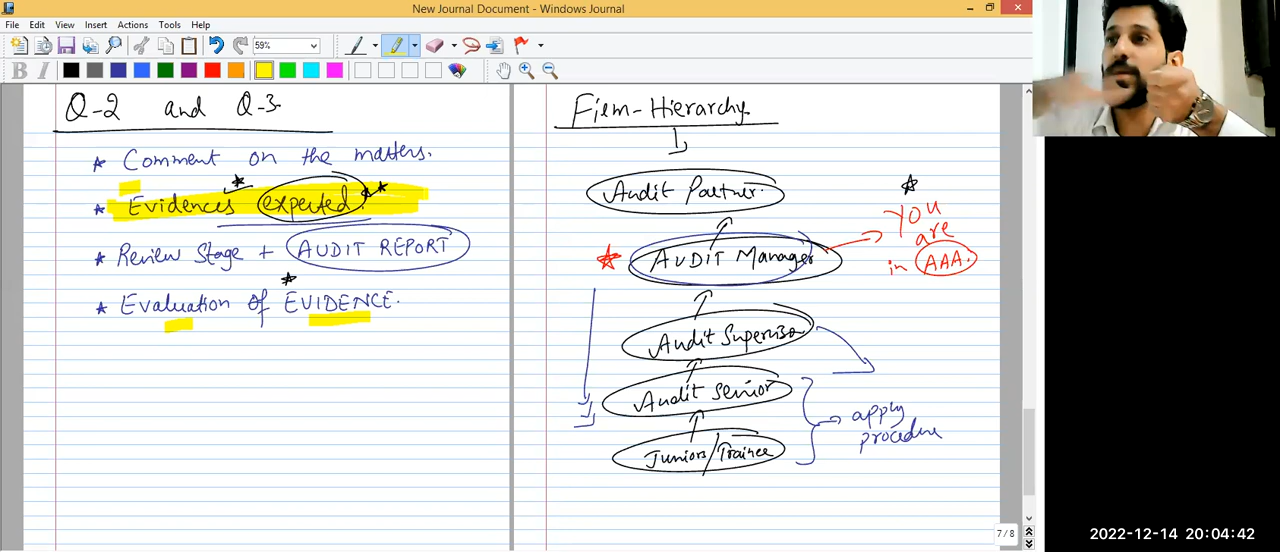 New Journal Document - Windows Journal
File Edit View Insert Actions Tools Help
59%
B I
Q-2 and Q-3
Comment on the matters.
Evidences expected.
Review Stage + AUDIT REPORT
Evaluation of EVIDENCE.
Firm-Hierarchy
Audit Partner.
AUDIT Manager
YOU
are
in AAA.
Audit Supervisor
Audit Senior
Juniors/Trainee
apply
procedure
7 / 8
2022-12-14 20:04:42